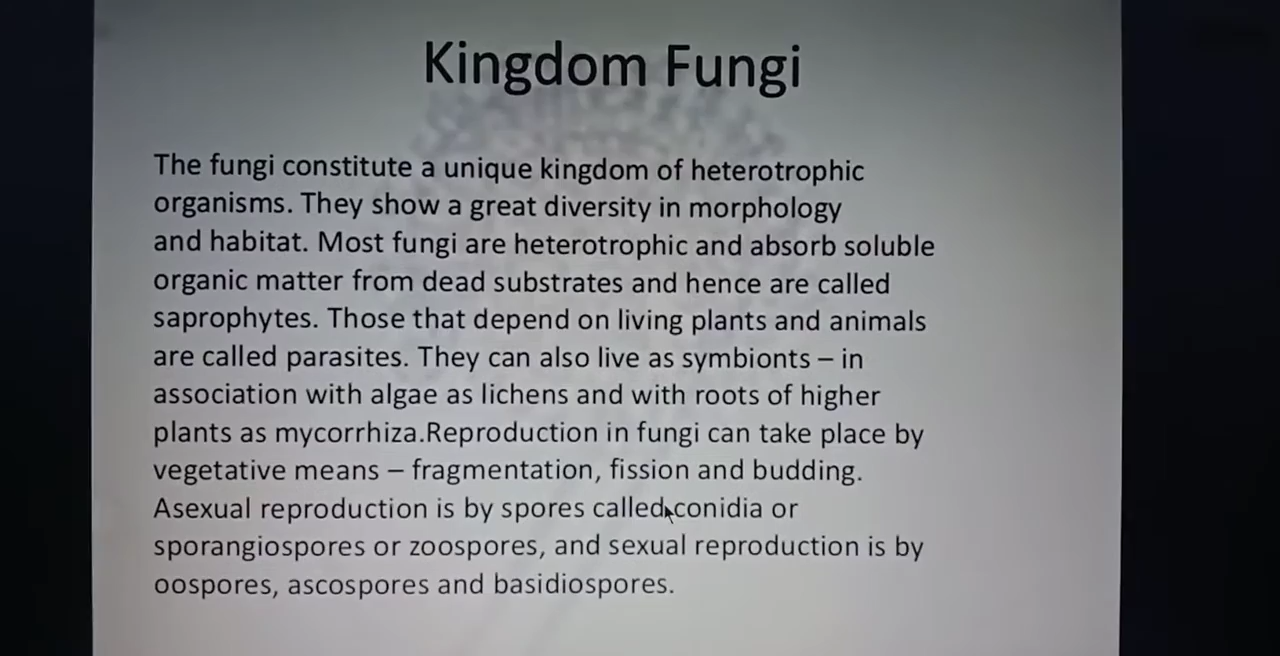 Kingdom Fungi
The fungi constitute a unique kingdom of heterotrophic
organisms. They show a great diversity in morphology
and habitat. Most fungi are heterotrophic and absorb soluble
organic matter from dead substrates and hence are called
saprophytes. Those that depend on living plants and animals
are called parasites. They can also live as symbionts – in
association with algae as lichens and with roots of higher
plants as mycorrhiza.Reproduction in fungi can take place by
vegetative means – fragmentation, fission and budding.
Asexual reproduction is by spores called conidia or
sporangiospores or zoospores, and sexual reproduction is by
oospores, ascospores and basidiospores.